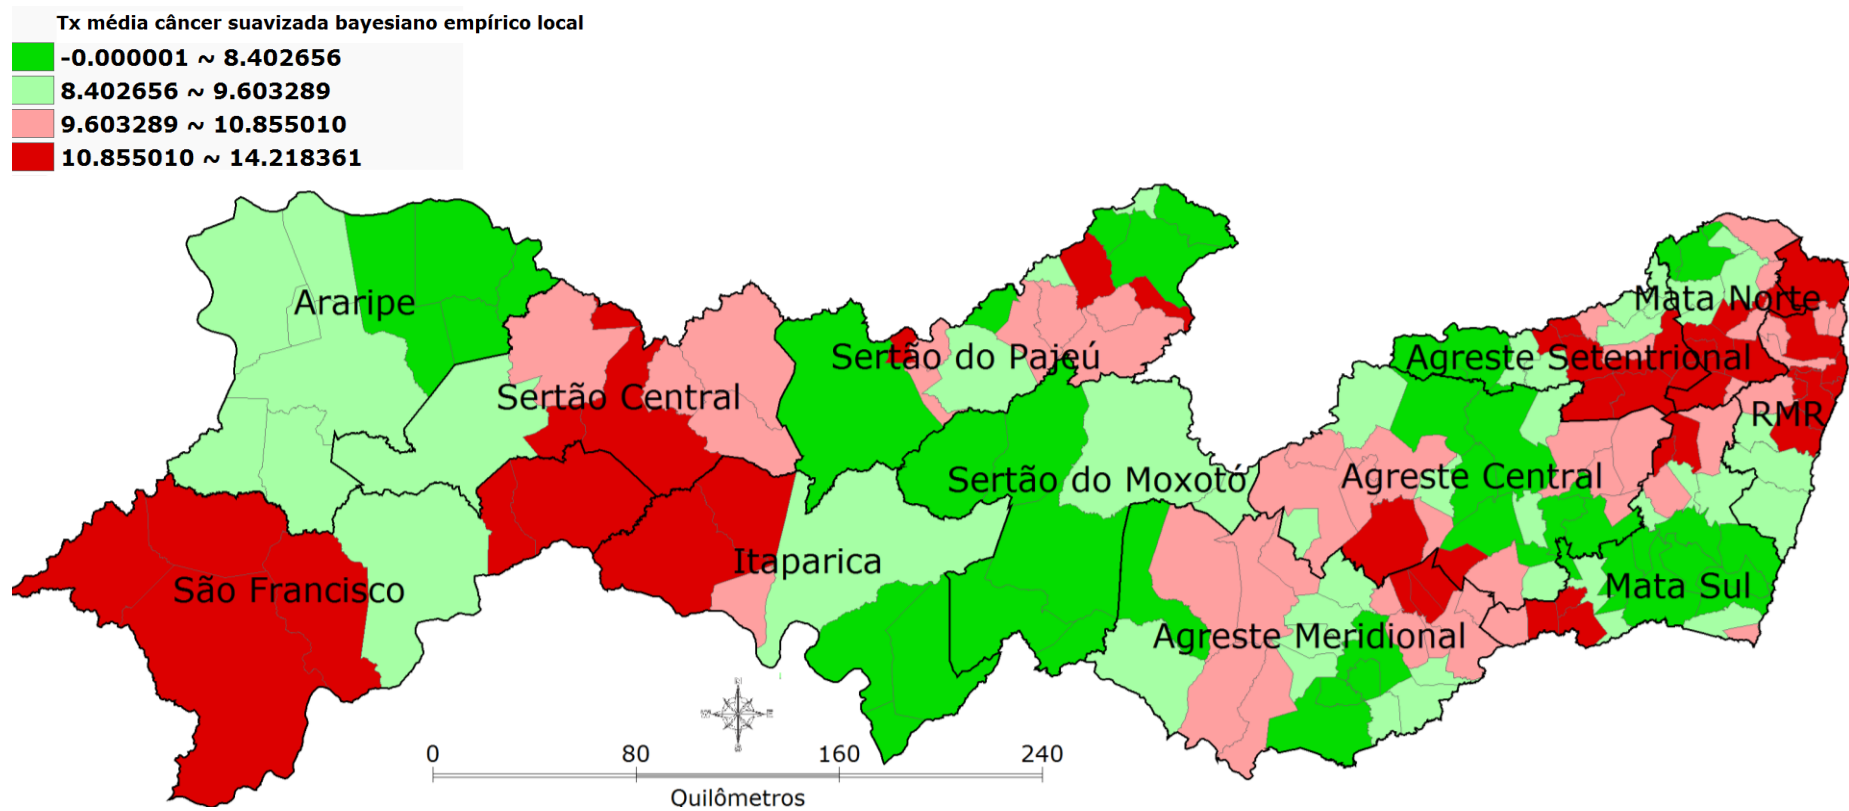 Tx média câncer suavizada bayesiano empírico local
-0.000001 ~ 8.402656
8.402656 ~ 9.603289
9.603289 ~ 10.855010
10.855010 ~ 14.218361
Araripe
Mata Norte
Sertão do Pajeú
Agreste Setentrional
Sertão Central
RMR
Sertão do Moxotó
Agreste Central
Itaparica
São Francisco
Mata Sul
Agreste Meridional
N
W
E
S
0 80 160 240
Quilômetros